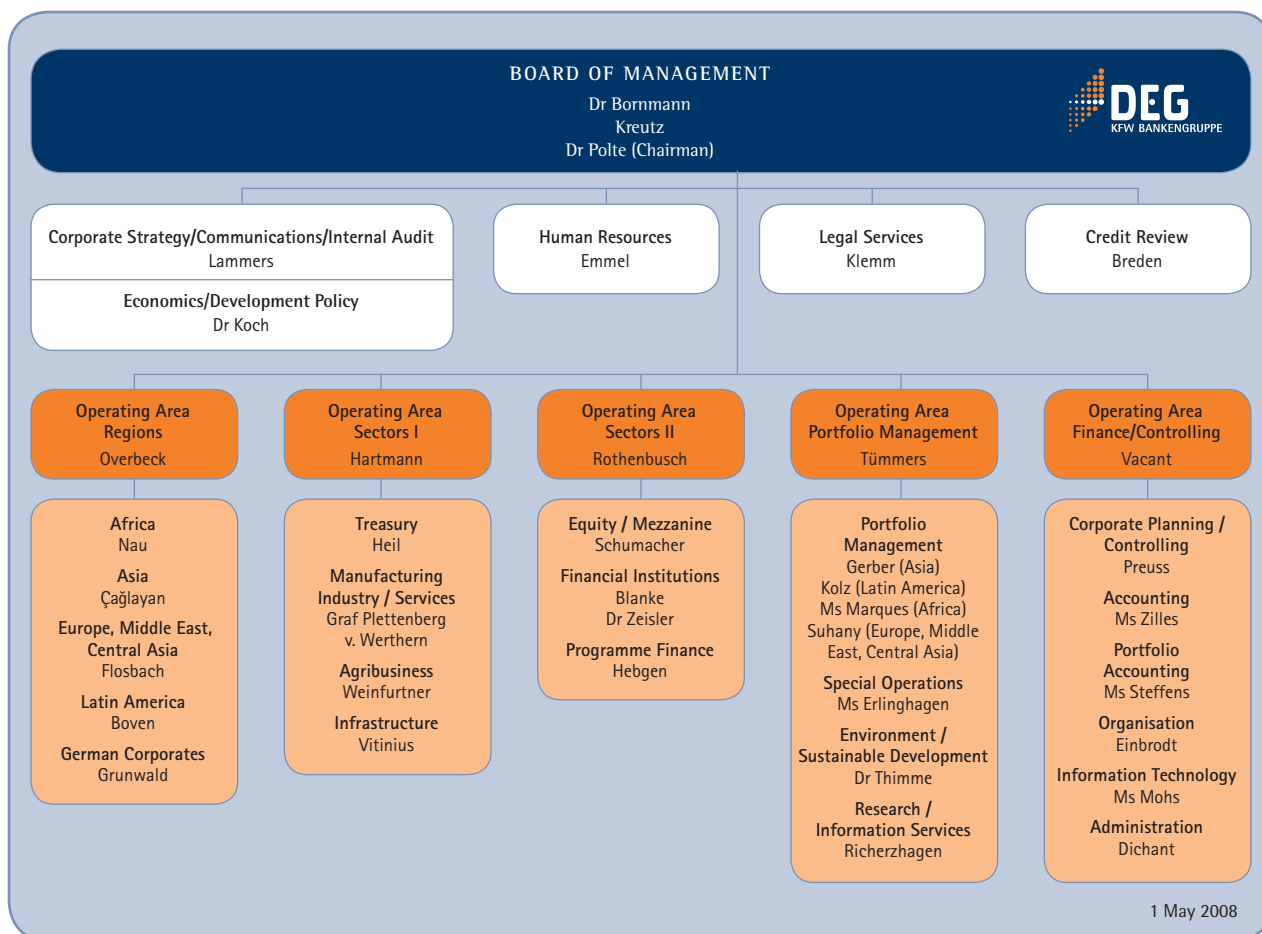 BOARD OF MANAGEMENT
Dr Bornmann
Kreutz
Dr Polte (Chairman)
DEG
KFW BANKENGRUPPE
Corporate Strategy/Communications/Internal Audit
Lammers
Economics/Development Policy
Dr Koch
Human Resources
Emmel
Legal Services
Klemm
Credit Review
Breden
Operating Area
Regions
Overbeck
Operating Area
Sectors I
Hartmann
Operating Area
Sectors II
Rothenbusch
Operating Area
Portfolio Management
Tümmers
Operating Area
Finance/Controlling
Vacant
Africa
Nau
Asia
Çağlayan
Europe, Middle East,
Central Asia
Flosbach
Latin America
Boven
German Corporates
Grunwald
Treasury
Heil
Manufacturing
Industry / Services
Graf Plettenberg
v. Werthern
Agribusiness
Weinfurtner
Infrastructure
Vitinius
Equity / Mezzanine
Schumacher
Financial Institutions
Blanke
Dr Zeisler
Programme Finance
Hebgen
Portfolio
Management
Gerber (Asia)
Kolz (Latin America)
Ms Marques (Africa)
Suhany (Europe, Middle
East, Central Asia)
Special Operations
Ms Erlinghagen
Environment /
Sustainable Development
Dr Thimme
Research /
Information Services
Richerzhagen
Corporate Planning /
Controlling
Preuss
Accounting
Ms Zilles
Portfolio
Accounting
Ms Steffens
Organisation
Einbrodt
Information Technology
Ms Mohs
Administration
Dichant
1 May 2008